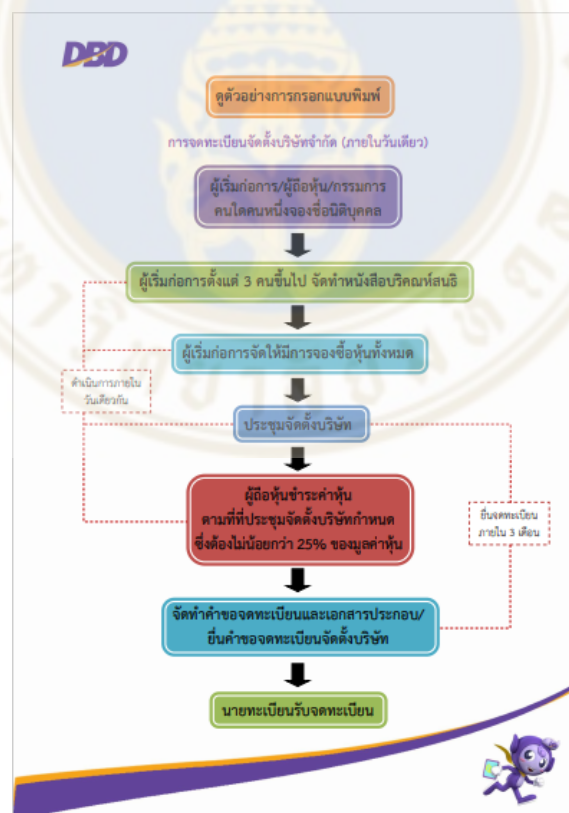 DBD
ดูตัวอย่างการกรอกแบบพิมพ์
การจดทะเบียนจัดตั้งบริษัทจำกัด (ภายในวันเดียว)
ผู้เริ่มก่อการ/ผู้ถือหุ้น/กรรมการ
คนใดคนหนึ่งจองชื่อนิติบุคคล
ผู้เริ่มก่อการตั้งแต่ 3 คนขึ้นไป จัดทำหนังสือบริคณห์สนธิ
ผู้เริ่มก่อการจัดให้มีการจองซื้อหุ้นทั้งหมด
ดำเนินการภายใน
วันเดียวกัน
ประชุมจัดตั้งบริษัท
ผู้ถือหุ้นชำระค่าหุ้น
ตามที่ที่ประชุมจัดตั้งบริษัทกำหนด
ซึ่งต้องไม่น้อยกว่า 25% ของมูลค่าหุ้น
ยื่นจดทะเบียน
ภายใน 3 เดือน
จัดทำคำขอจดทะเบียนและเอกสารประกอบ/
ยื่นคำขอจดทะเบียนจัดตั้งบริษัท
นายทะเบียนรับจดทะเบียน